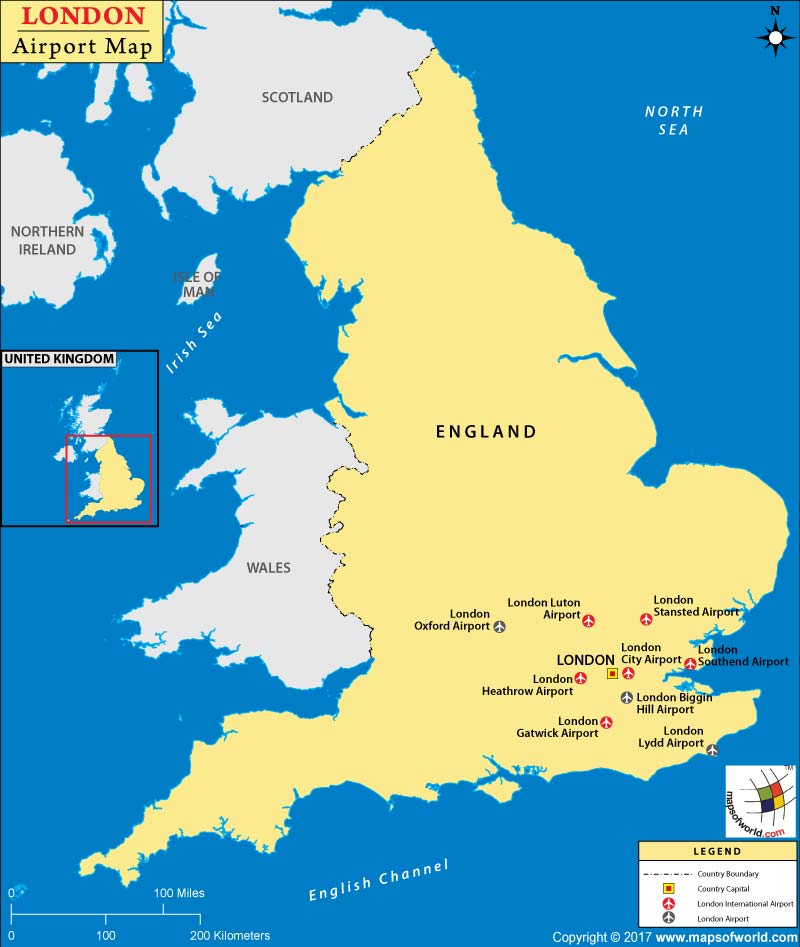 LONDON
Airport Map
N
SCOTLAND
NORTH
SEA
NORTHERN
IRELAND
ISLE OF
MAN
Irish Sea
UNITED KINGDOM
ENGLAND
WALES
London
Oxford Airport
London Luton
Airport
London
Stansted Airport
LONDON
London
City Airport
London
Southend Airport
London
Heathrow Airport
London Biggin
Hill Airport
London
Gatwick Airport
London
Lydd Airport
English Channel
TM
mapsofworld.com
LEGEND
Country Boundary
Country Capital
London International Airport
London Airport
0
100 Miles
0
100
200 Kilometers
Copyright © 2017 www.mapsofworld.com